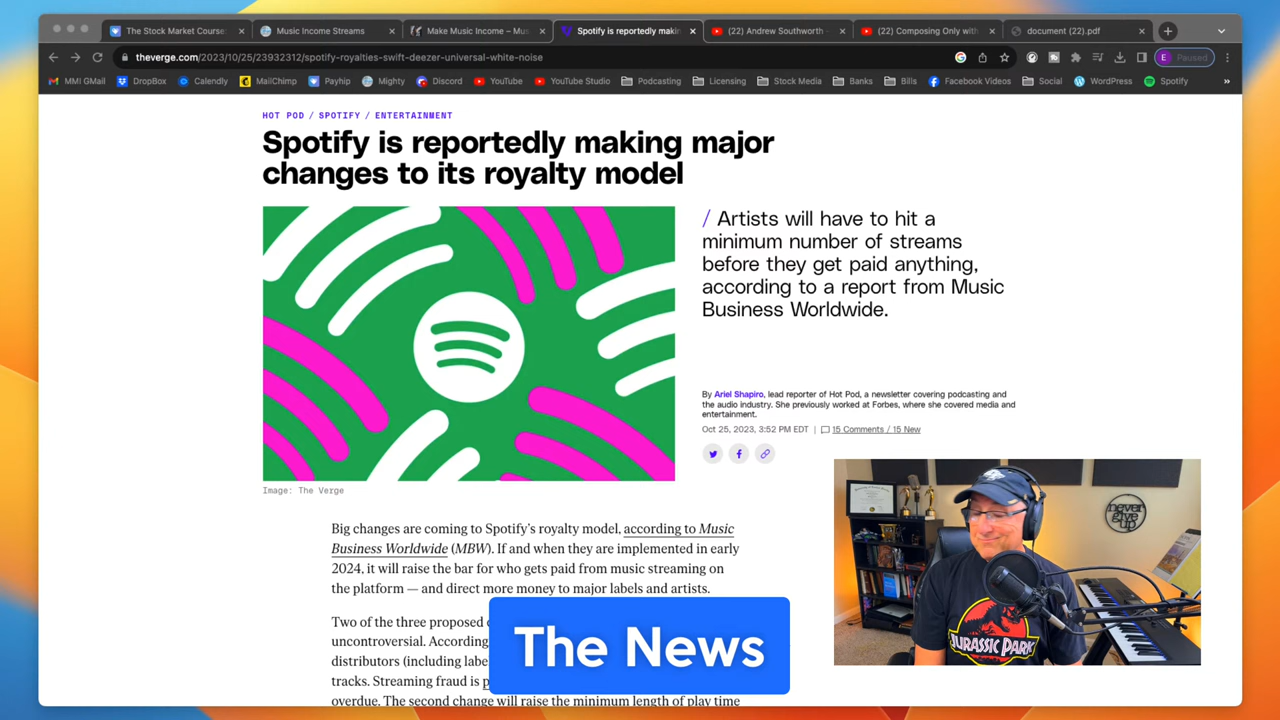 The Stock Market Course
Music Income Streams
Make Music Income – Mus
Spotify is reportedly makin
(22) Andrew Southworth -
(22) Composing Only with
document (22).pdf
theverge.com/2023/10/25/23932312/spotify-royalties-swift-deezer-universal-white-noise
E Paused
MMI GMail
DropBox
Calendly
MailChimp
Payhip
Mighty
Discord
YouTube
YouTube Studio
Podcasting
Licensing
Stock Media
Banks
Bills
Facebook Videos
Social
WordPress
Spotify
HOT POD / SPOTIFY / ENTERTAINMENT
Spotify is reportedly making major
changes to its royalty model
/ Artists will have to hit a
minimum number of streams
before they get paid anything,
according to a report from Music
Business Worldwide.
By Ariel Shapiro, lead reporter of Hot Pod, a newsletter covering podcasting and
the audio industry. She previously worked at Forbes, where she covered media and
entertainment.
Oct 25, 2023, 3:52 PM EDT | 15 Comments / 15 New
Image: The Verge
Big changes are coming to Spotify's royalty model, according to Music
Business Worldwide (MBW). If and when they are implemented in early
2024, it will raise the bar for who gets paid from music streaming on
the platform — and direct more money to major labels and artists.
Two of the three proposed
uncontroversial. According
distributors (including labe
tracks. Streaming fraud is
overdue. The second change will raise the minimum length of play time
The News
never
give
up
JURASSIC PARK